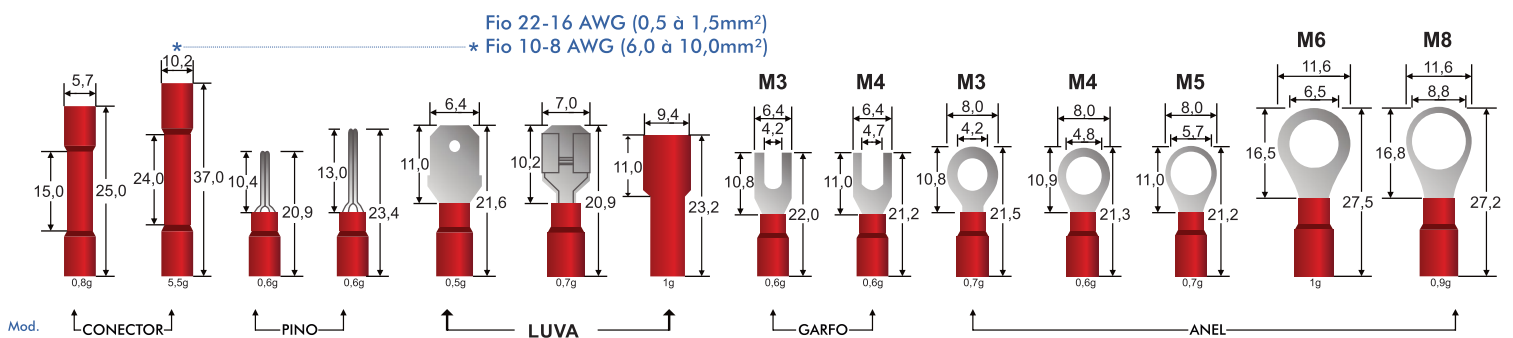 Fio 22-16 AWG (0,5 à 1,5mm²)
* * Fio 10-8 AWG (6,0 à 10,0mm²)
M6 M8
M3 M4 M3 M4 M5
5,7 10,2 6,4 7,0 9,4 6,4 6,4 8,0 8,0 8,0 11,6 11,6
4,2 4,7 4,2 4,8 5,7 6,5 8,8
15,0 25,0 24,0 37,0 10,4 20,9 13,0 23,4 11,0 21,6 10,2 20,9 11,0 23,2 10,8 22,0 11,0 21,2 10,8 21,5 10,9 21,3 11,0 21,2 16,5 27,5 16,8 27,2
0,8g 5,5g 0,6g 0,6g 0,5g 0,7g 1g 0,6g 0,6g 0,7g 0,6g 0,7g 1g 0,9g
Mod. CONECTOR PINO LUVA GARFO ANEL